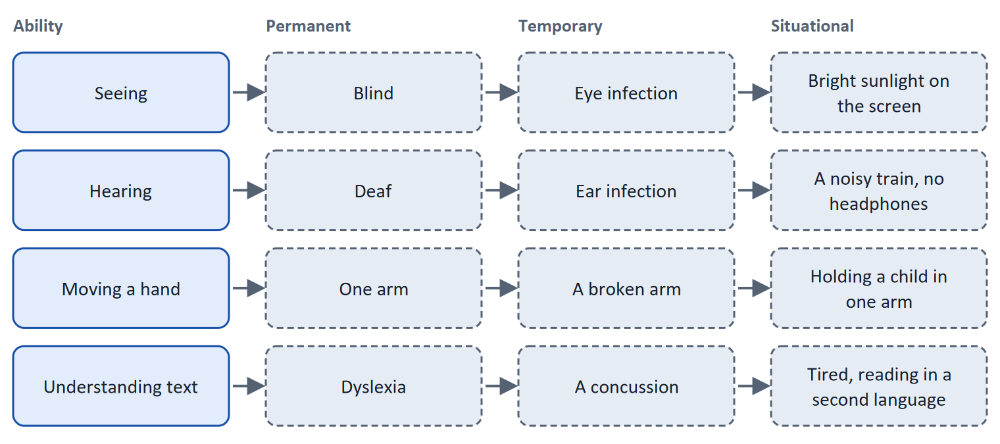 Ability
Permanent
Temporary
Situational
Seeing
Blind
Eye infection
Bright sunlight on
the screen
Hearing
Deaf
Ear infection
A noisy train, no
headphones
Moving a hand
One arm
A broken arm
Holding a child in
one arm
Understanding text
Dyslexia
A concussion
Tired, reading in a
second language